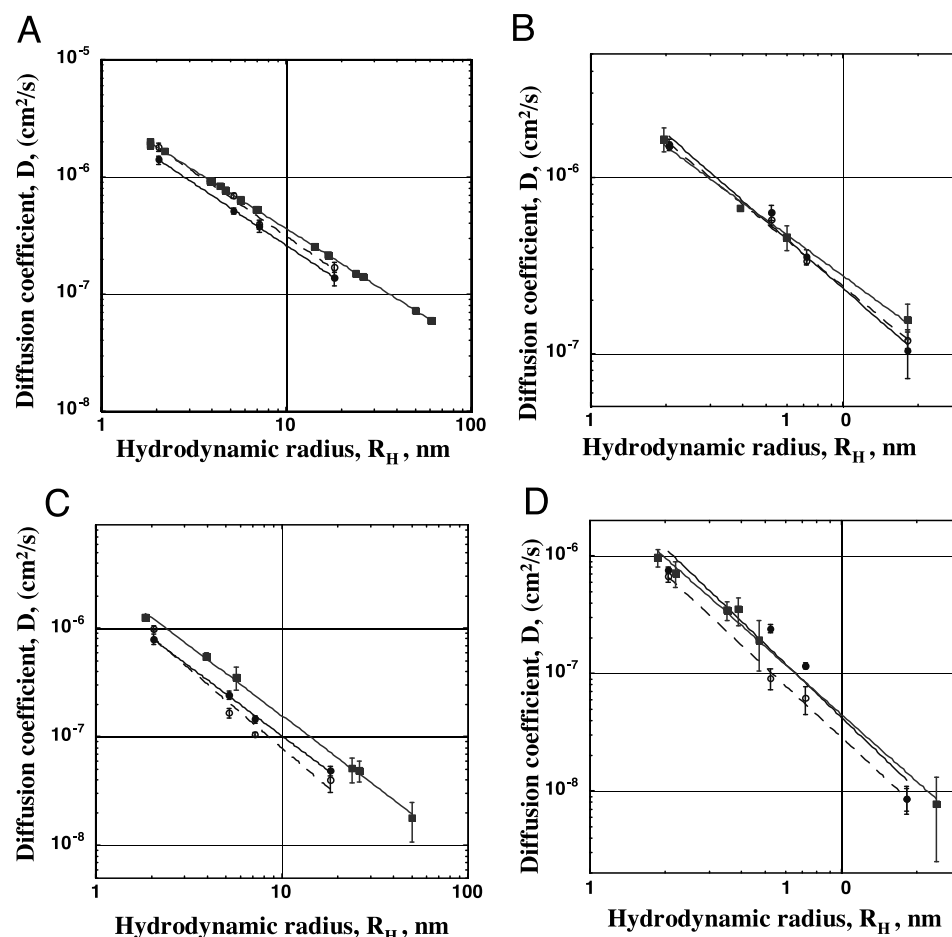 A
Diffusion coefficient, D, (cm²/s)
10⁻⁵
10⁻⁶
10⁻⁷
10⁻⁸
1
10
100
Hydrodynamic radius, R_H, nm
B
Diffusion coefficient, D, (cm²/s)
10⁻⁶
10⁻⁷
1
1 0
Hydrodynamic radius, R_H, nm
C
Diffusion coefficient, D, (cm²/s)
10⁻⁶
10⁻⁷
10⁻⁸
1
10
100
Hydrodynamic radius, R_H, nm
D
Diffusion coefficient, D, (cm²/s)
10⁻⁶
10⁻⁷
10⁻⁸
1
1 0
Hydrodynamic radius, R_H, nm